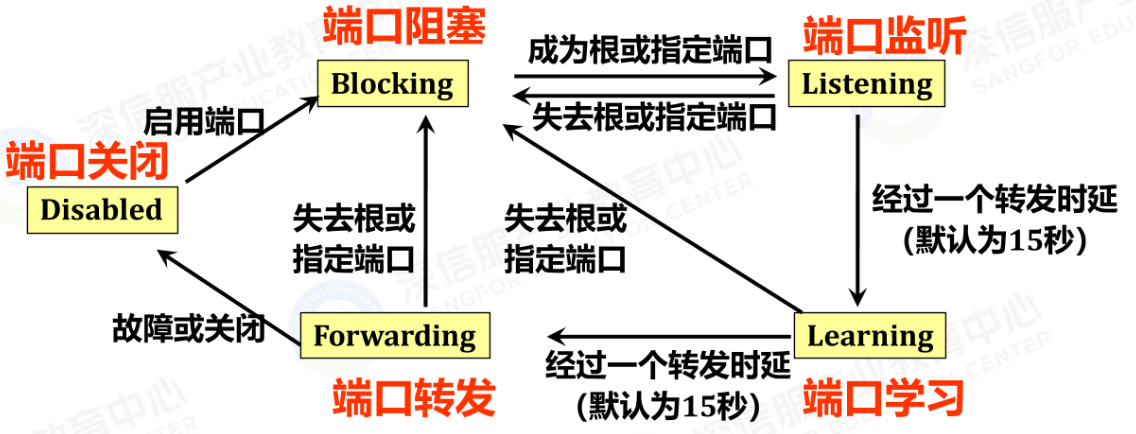 端口阻塞
Blocking
成为根或指定端口
失去根或指定端口
端口监听
Listening
启用端口
端口关闭
Disabled
失去根或
指定端口
失去根或
指定端口
经过一个转发时延
（默认为15秒）
故障或关闭
Forwarding
端口转发
经过一个转发时延
（默认为15秒）
Learning
端口学习
深信服产业教育中心
SANGFOR EDUCATION CENTER